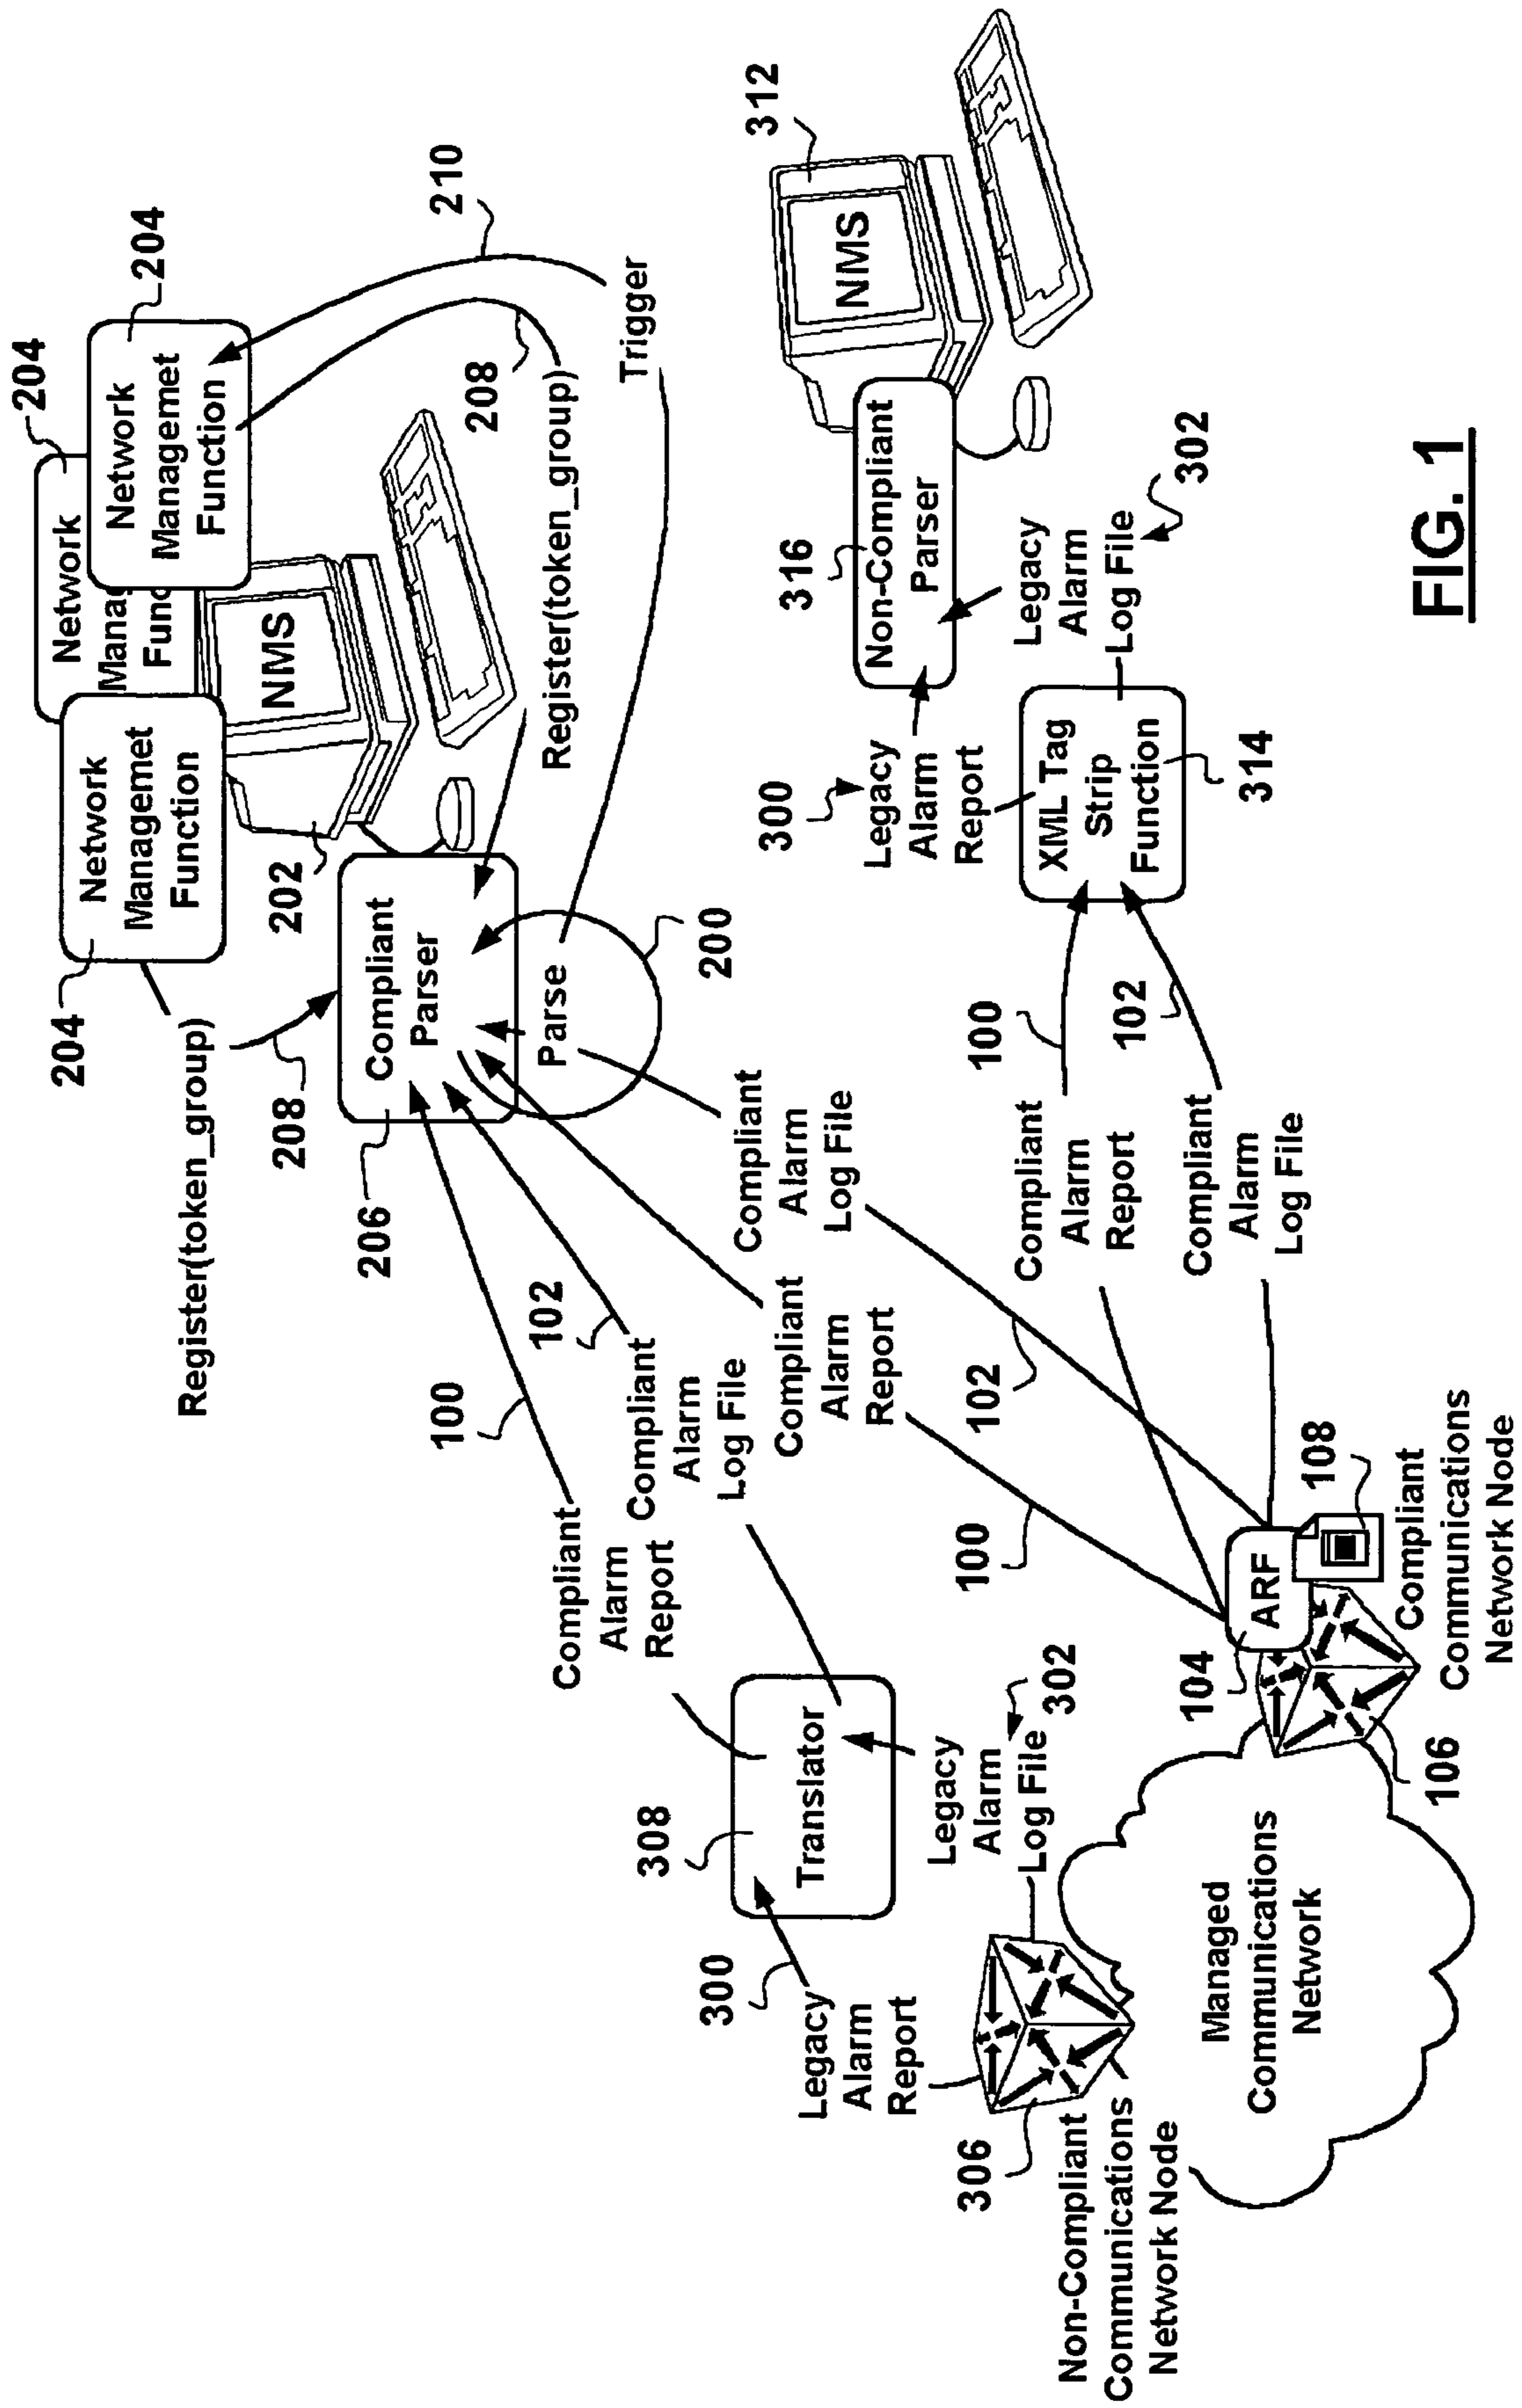 204
Network
Manag
Func
204
Network
Managemet
Function
204
Network
Managemet
Function
NMS
202
210
208
Register(token_group)
Trigger
Register(token_group)
208
206
Compliant
Parser
Parse
200
100
102
Compliant
Alarm
Report
Compliant
Alarm
Log File
Compliant
Alarm
Report
Compliant
Alarm
Log File
100
102
308
Translator
300
Legacy
Alarm
Report
Legacy
Alarm
Log File
302
306
Non-Compliant
Communications
Network Node
Managed
Communications
Network
104
ARF
108
106
Compliant
Communications
Network Node
100
102
Compliant
Alarm
Report
Compliant
Alarm
Log File
XML Tag
Strip
Function
314
300
Legacy
Alarm
Report
Legacy
Alarm
Log File
302
316
Non-Compliant
Parser
NMS
312
FIG. 1